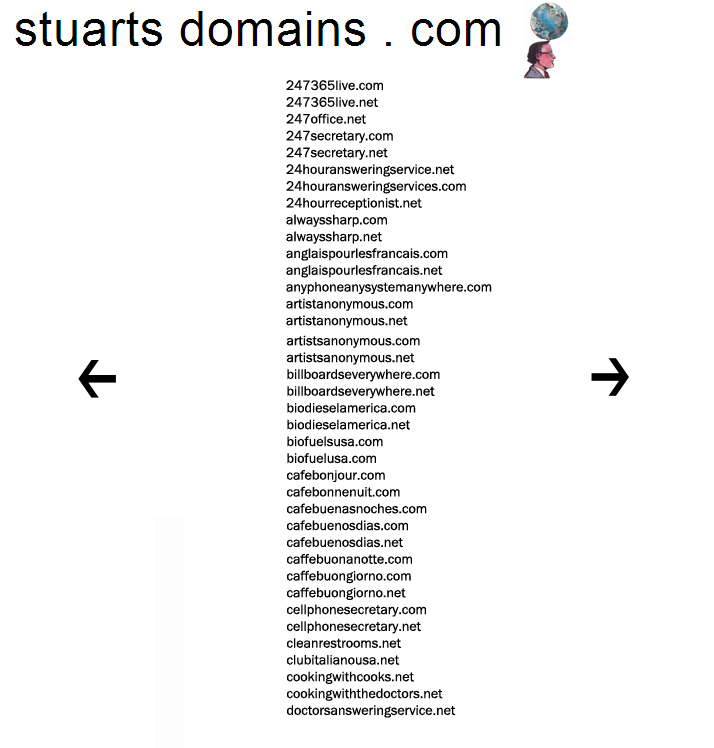 stuarts domains . com
247365live.com
247365live.net
247office.net
247secretary.com
247secretary.net
24houransweringservice.net
24houransweringservices.com
24hourreceptionist.net
alwayssharp.com
alwayssharp.net
anglaispourlesfrancais.com
anglaispourlesfrancais.net
anyphoneanysystemanywhere.com
artistanonymous.com
artistanonymous.net
artistsanonymous.com
artistsanonymous.net
billboardseverywhere.com
billboardseverywhere.net
biodieselamerica.com
biodieselamerica.net
biofuelsusa.com
biofuelusa.com
cafebonjour.com
cafebonnenuit.com
cafebuenasnoches.com
cafebuenosdias.com
cafebuenosdias.net
caffebuonanotte.com
caffebuongiorno.com
caffebuongiorno.net
cellphonesecretary.com
cellphonesecretary.net
cleanrestrooms.net
clubitalianousa.net
cookingwithcooks.net
cookingwiththedoctors.net
doctorsansweringservice.net